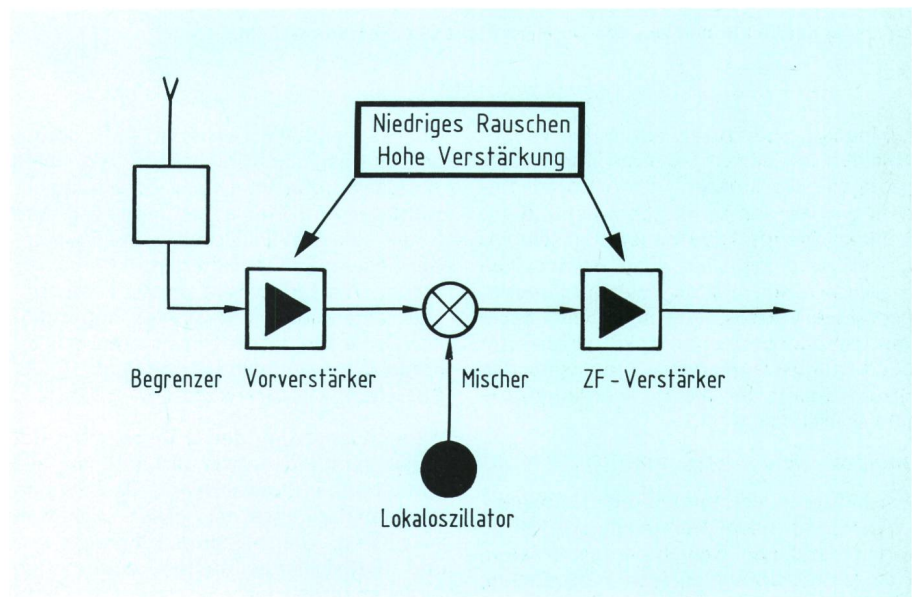 Niedriges Rauschen
Hohe Verstärkung
Begrenzer Vorverstärker Mischer ZF - Verstärker
Lokaloszillator